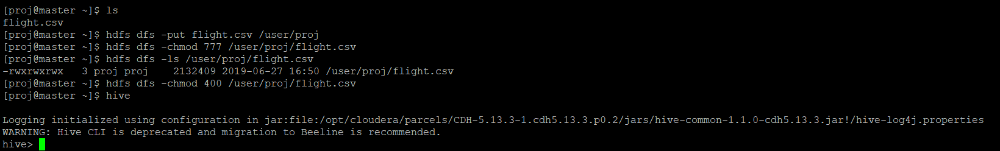 [proj@master ~]$ ls
flight.csv
[proj@master ~]$ hdfs dfs -put flight.csv /user/proj
[proj@master ~]$ hdfs dfs -chmod 777 /user/proj/flight.csv
[proj@master ~]$ hdfs dfs -ls /user/proj/flight.csv
-rwxrwxrwx   3 proj proj    2132409 2019-06-27 16:50 /user/proj/flight.csv
[proj@master ~]$ hdfs dfs -chmod 400 /user/proj/flight.csv
[proj@master ~]$ hive
Logging initialized using configuration in jar:file:/opt/cloudera/parcels/CDH-5.13.3-1.cdh5.13.3.p0.2/jars/hive-common-1.1.0-cdh5.13.3.jar!/hive-log4j.properties
WARNING: Hive CLI is deprecated and migration to Beeline is recommended.
hive>